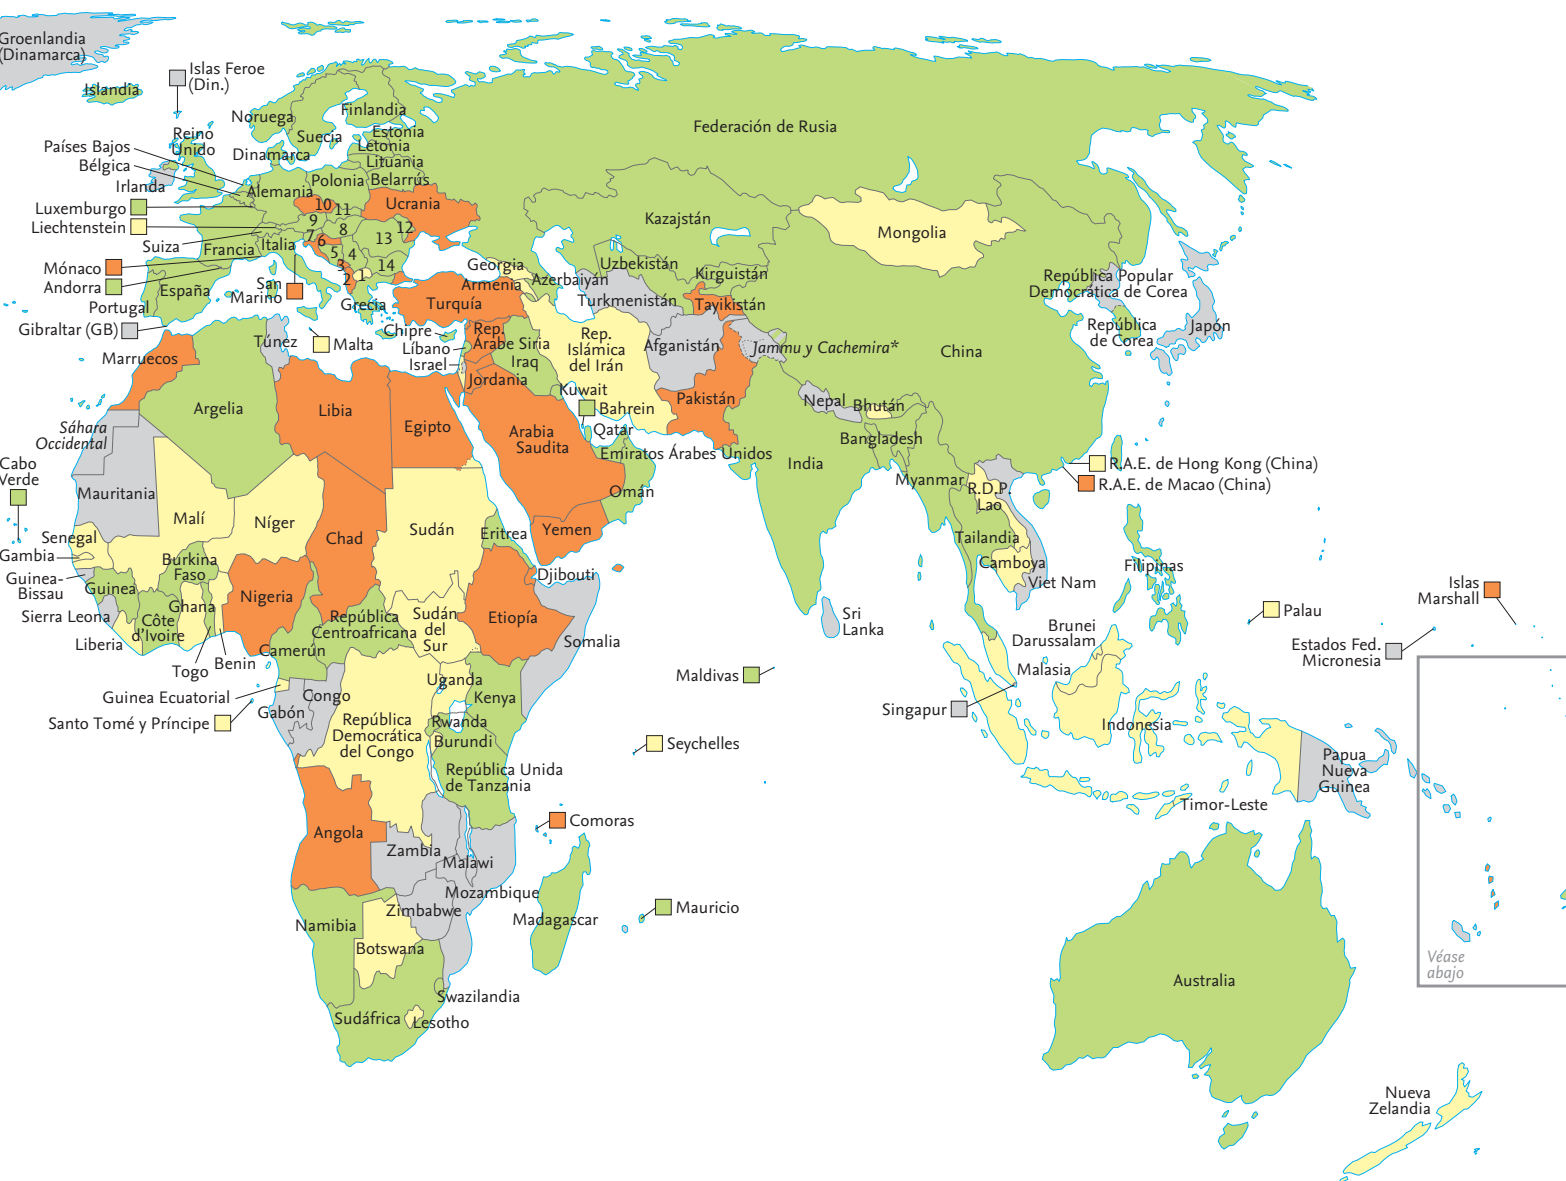 Groenlandia
(Dinamarca)
Islandia
Islas Feroe
(Din.)
Noruega
Finlandia
Suecia
Estonia
Letonia
Lituania
Reino
Unido
Dinamarca
Países Bajos
Bélgica
Irlanda
Alemania
Polonia
Belarrús
Luxemburgo
Liechtenstein
Suiza
Francia
Italia
10
11
9
8
7
6
5
4
3
2
1
12
13
14
Ucrania
Mónaco
Andorra
Portugal
España
San
Marino
Grecia
Gibraltar (GB)
Federación de Rusia
Kazajstán
Mongolia
Georgia
Armenia
Azerbaiyán
Uzbekistán
Kirguistán
Turkmenistán
Tayikistán
Turquía
Chipre
Líbano
Israel
Rep.
Árabe Siria
Iraq
Jordania
Rep.
Islámica
del Irán
Afganistán
Jammu y Cachemira*
China
República Popular
Democrática de Corea
República
de Corea
Japón
Marruecos
Túnez
Malta
Argelia
Libia
Egipto
Kuwait
Bahrein
Qatar
Arabia
Saudita
Emiratos Árabes Unidos
Omán
Yemen
Pakistán
Nepal
Bhután
Bangladesh
India
Myanmar
R.D.P.
Lao
R.A.E. de Hong Kong (China)
R.A.E. de Macao (China)
Tailandia
Camboya
Viet Nam
Filipinas
Sáhara
Occidental
Cabo
Verde
Mauritania
Malí
Níger
Chad
Sudán
Eritrea
Djibouti
Senegal
Gambia
Guinea-
Bissau
Guinea
Sierra Leona
Liberia
Burkina
Faso
Ghana
Côte
d’Ivoire
Togo
Benin
Nigeria
Camerún
República
Centroafricana
Sudán
del
Sur
Etiopía
Somalia
Sri
Lanka
Maldivas
Guinea Ecuatorial
Santo Tomé y Príncipe
Gabón
Congo
República
Democrática
del Congo
Uganda
Kenya
Rwanda
Burundi
República Unida
de Tanzania
Seychelles
Comoras
Brunei
Darussalam
Malasia
Singapur
Indonesia
Timor-Leste
Palau
Islas
Marshall
Estados Fed.
Micronesia
Papua
Nueva
Guinea
Angola
Zambia
Malawi
Mozambique
Zimbabwe
Namibia
Botswana
Madagascar
Mauricio
Swazilandia
Sudáfrica
Lesotho
Australia
Véase
abajo
Nueva
Zelandia